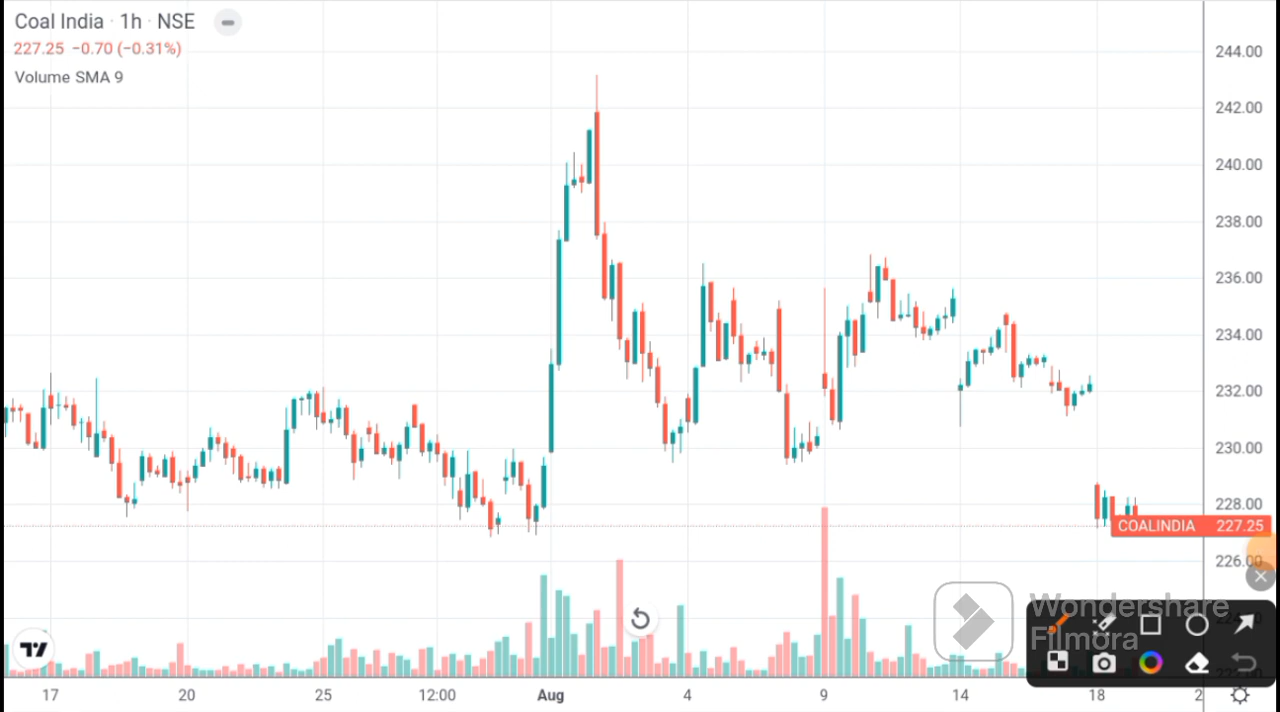 Coal India · 1h · NSE
227.25 −0.70 (−0.31%)
Volume SMA 9
244.00
242.00
240.00
238.00
236.00
234.00
232.00
230.00
228.00
COALINDIA 227.25
226.00
Wondershare
Filmora
17 20 25 12:00 Aug 4 9 14 18